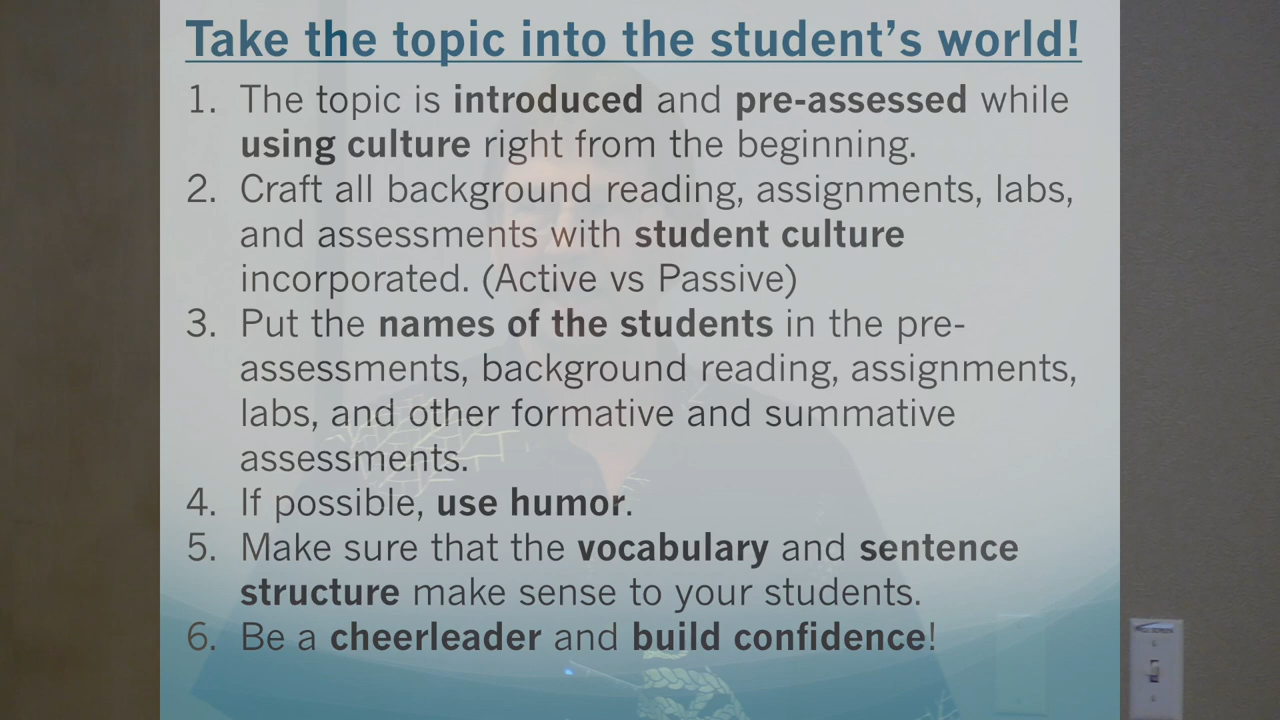 Take the topic into the student’s world!
1. The topic is introduced and pre-assessed while
using culture right from the beginning.
2. Craft all background reading, assignments, labs,
and assessments with student culture
incorporated. (Active vs Passive)
3. Put the names of the students in the pre-
assessments, background reading, assignments,
labs, and other formative and summative
assessments.
4. If possible, use humor.
5. Make sure that the vocabulary and sentence
structure make sense to your students.
6. Be a cheerleader and build confidence!